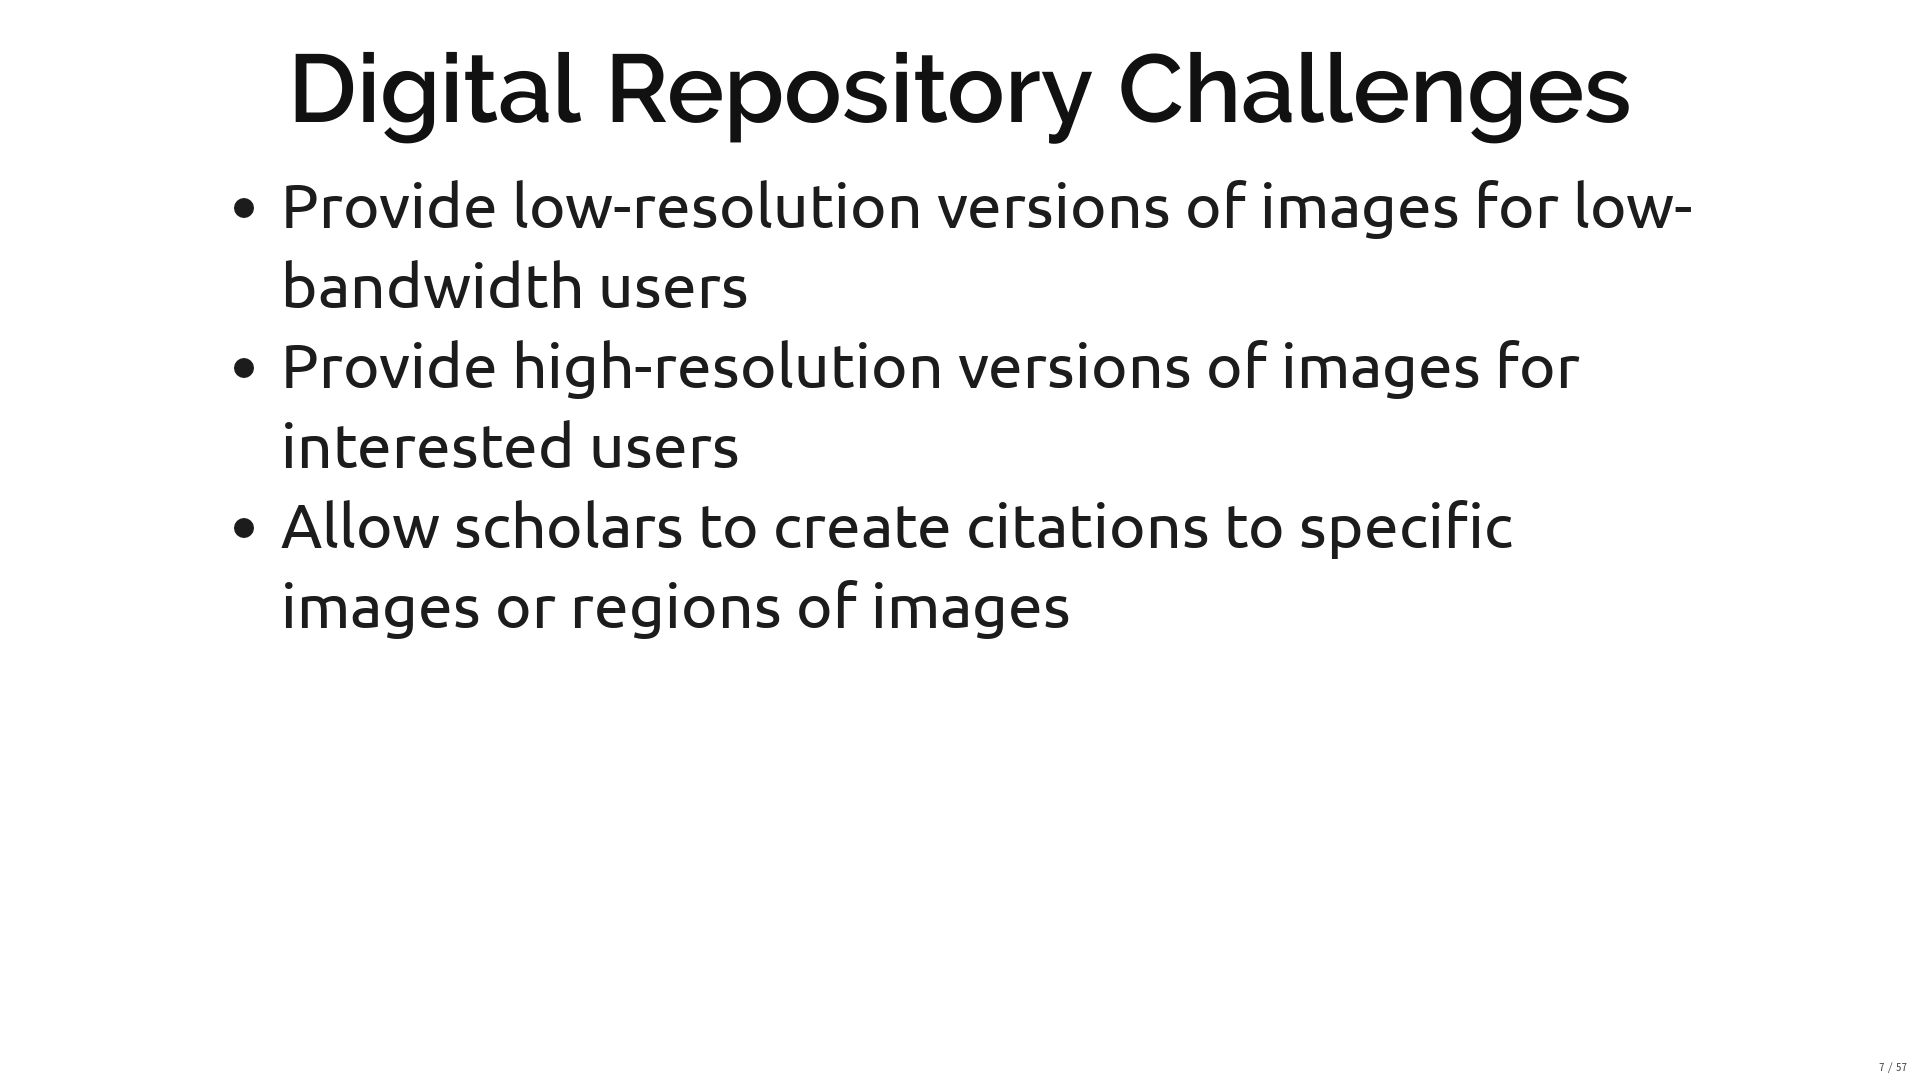 Digital Repository Challenges
• Provide low-resolution versions of images for low-
bandwidth users
• Provide high-resolution versions of images for
interested users
• Allow scholars to create citations to specific
images or regions of images
7 / 57